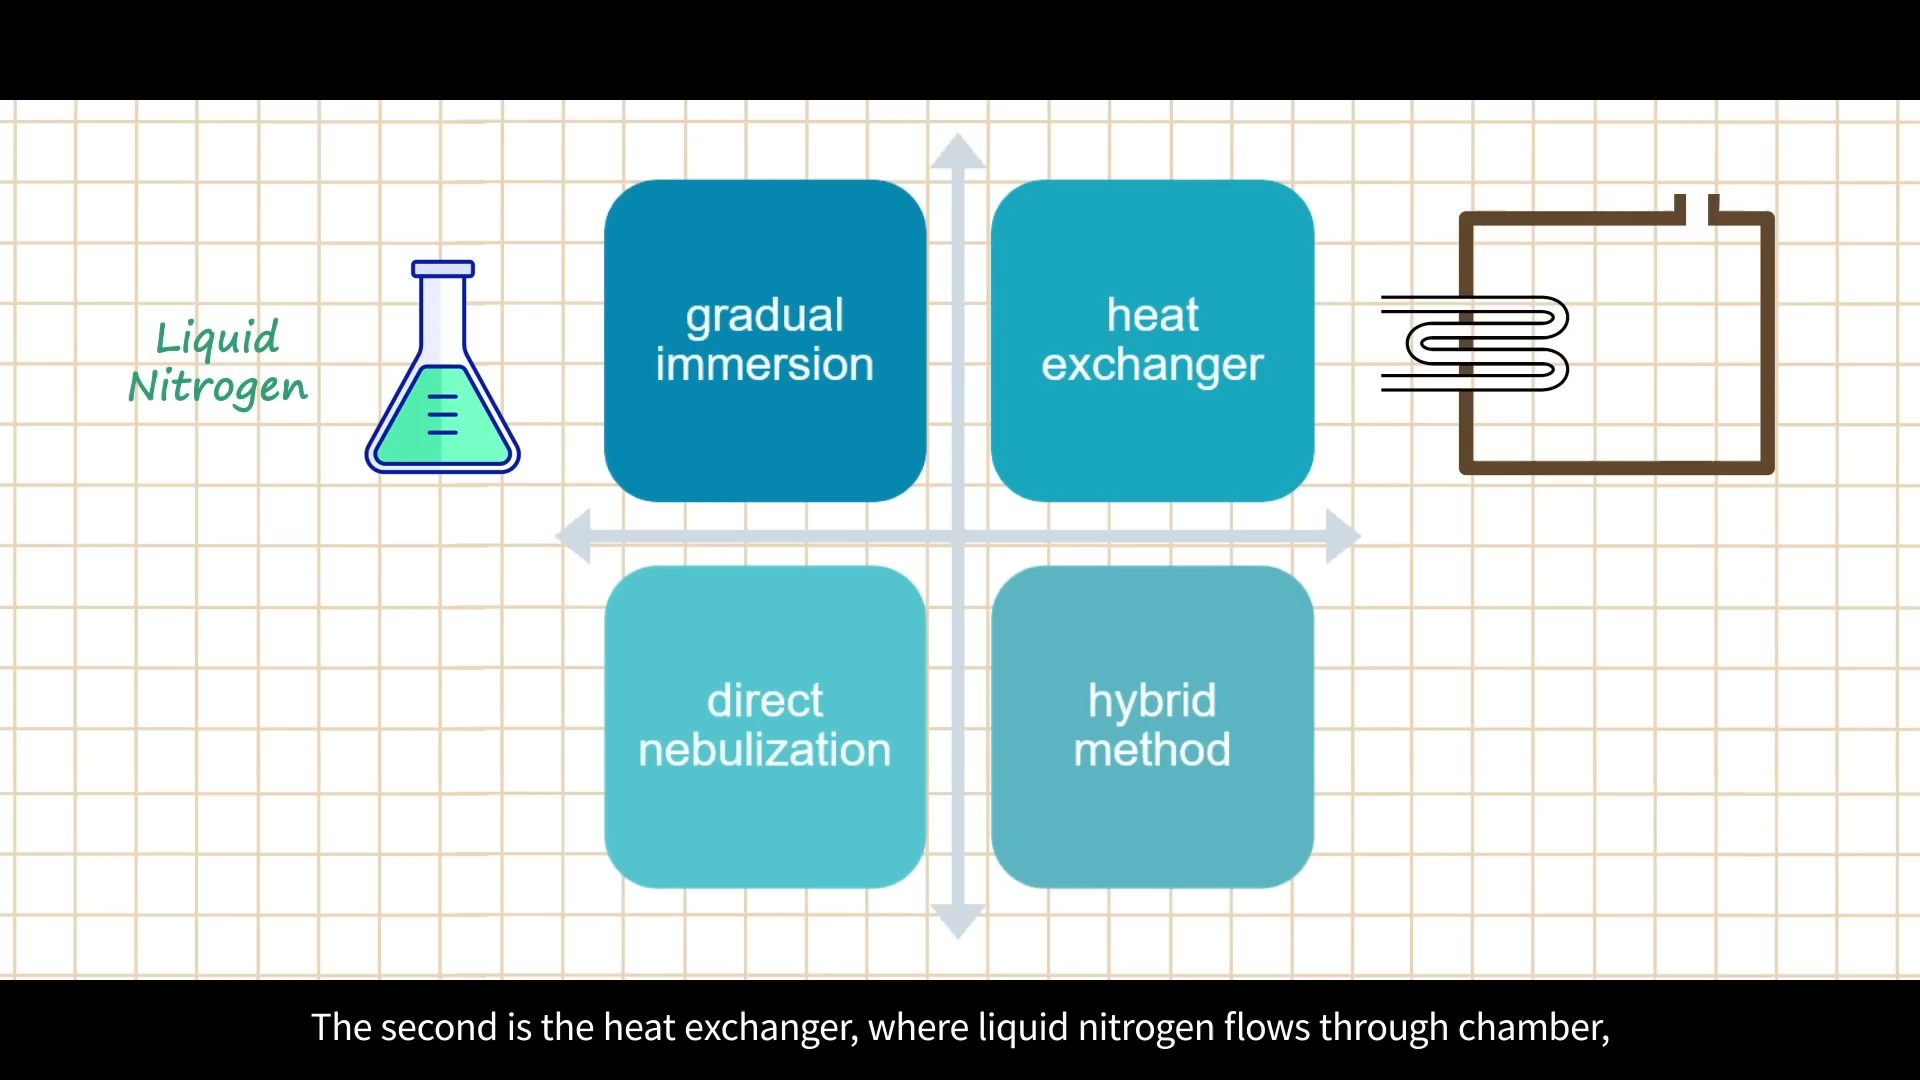 Liquid
Nitrogen
gradual
immersion
heat
exchanger
direct
nebulization
hybrid
method
The second is the heat exchanger, where liquid nitrogen flows through chamber,